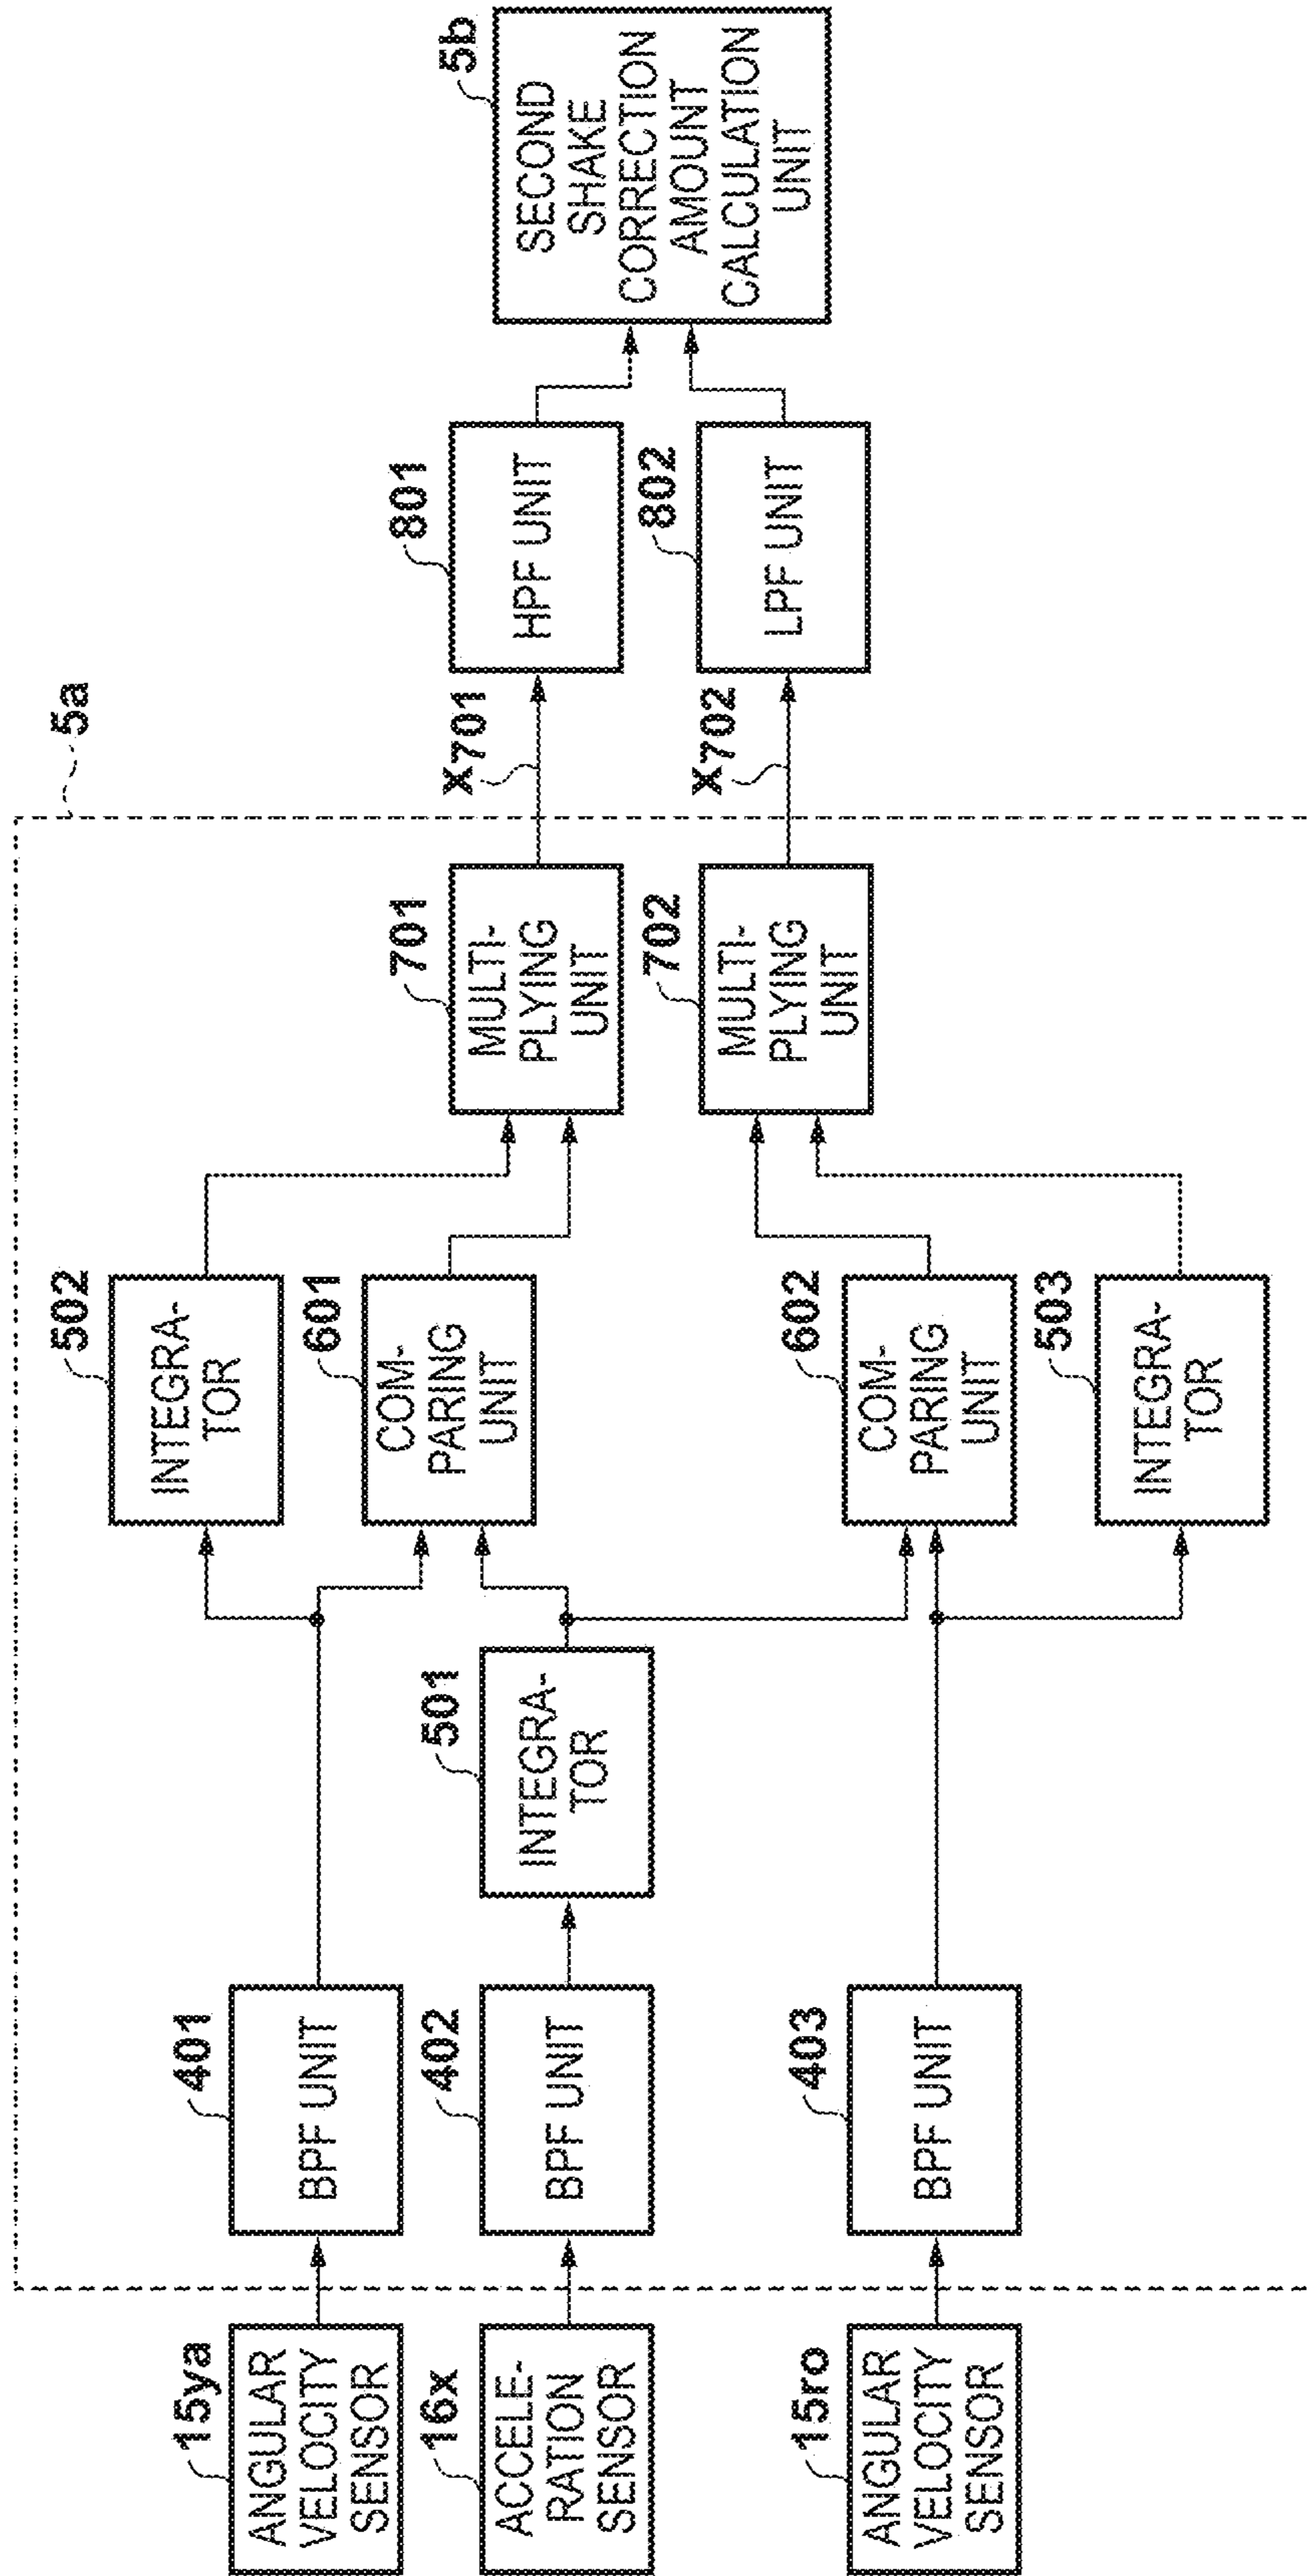 5a
15ya
ANGULAR
VELOCITY
SENSOR
401
BPF UNIT
502
INTEGRA-
TOR
601
COM-
PARING
UNIT
701
MULTI-
PLYING
UNIT
X701
801
HPF UNIT
5b
SECOND
SHAKE
CORRECTION
AMOUNT
CALCULATION
UNIT
16x
ACCELE-
RATION
SENSOR
402
BPF UNIT
501
INTEGRA-
TOR
702
MULTI-
PLYING
UNIT
X702
802
LPF UNIT
15ro
ANGULAR
VELOCITY
SENSOR
403
BPF UNIT
602
COM-
PARING
UNIT
503
INTEGRA-
TOR